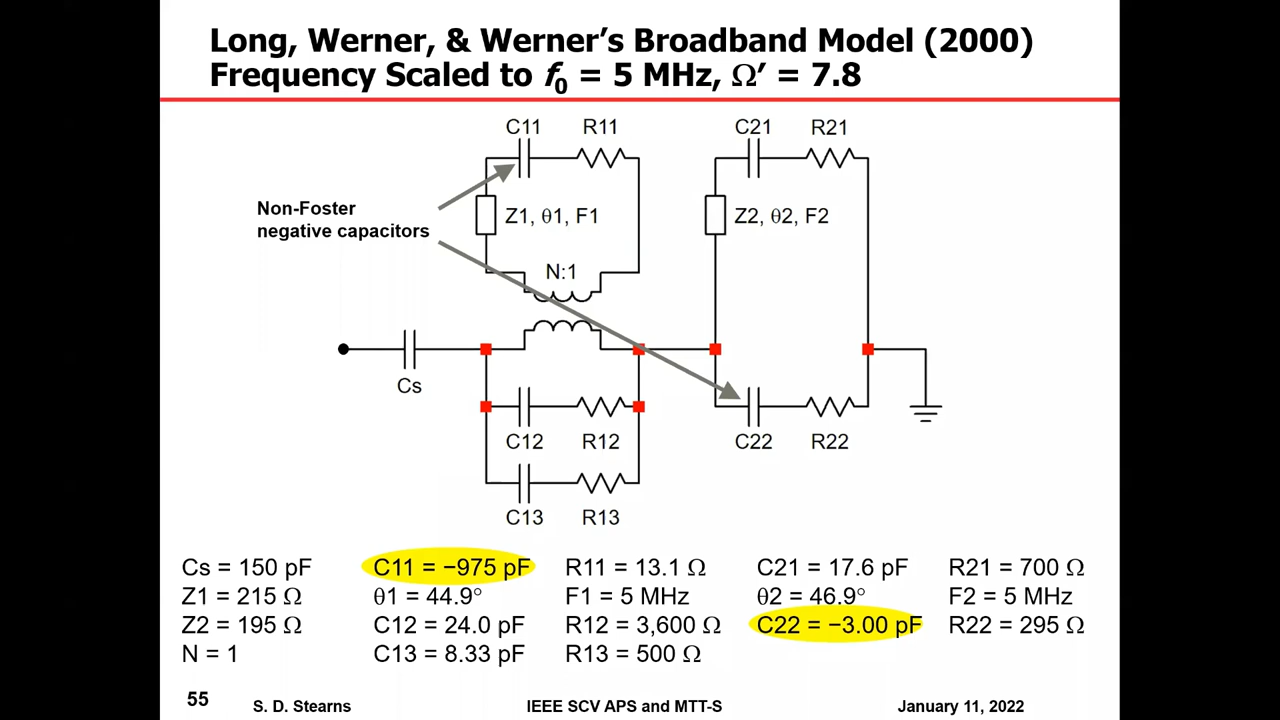 Long, Werner, & Werner’s Broadband Model (2000)
Frequency Scaled to f₀ = 5 MHz, Ω′ = 7.8
C11 R11 C21 R21
Non-Foster
negative capacitors
Z1, θ1, F1 Z2, θ2, F2
N:1
Cs
C12 R12 C22 R22
C13 R13
Cs = 150 pF C11 = −975 pF R11 = 13.1 Ω C21 = 17.6 pF R21 = 700 Ω
Z1 = 215 Ω θ1 = 44.9° F1 = 5 MHz θ2 = 46.9° F2 = 5 MHz
Z2 = 195 Ω C12 = 24.0 pF R12 = 3,600 Ω C22 = −3.00 pF R22 = 295 Ω
N = 1 C13 = 8.33 pF R13 = 500 Ω
55 S. D. Stearns IEEE SCV APS and MTT-S January 11, 2022